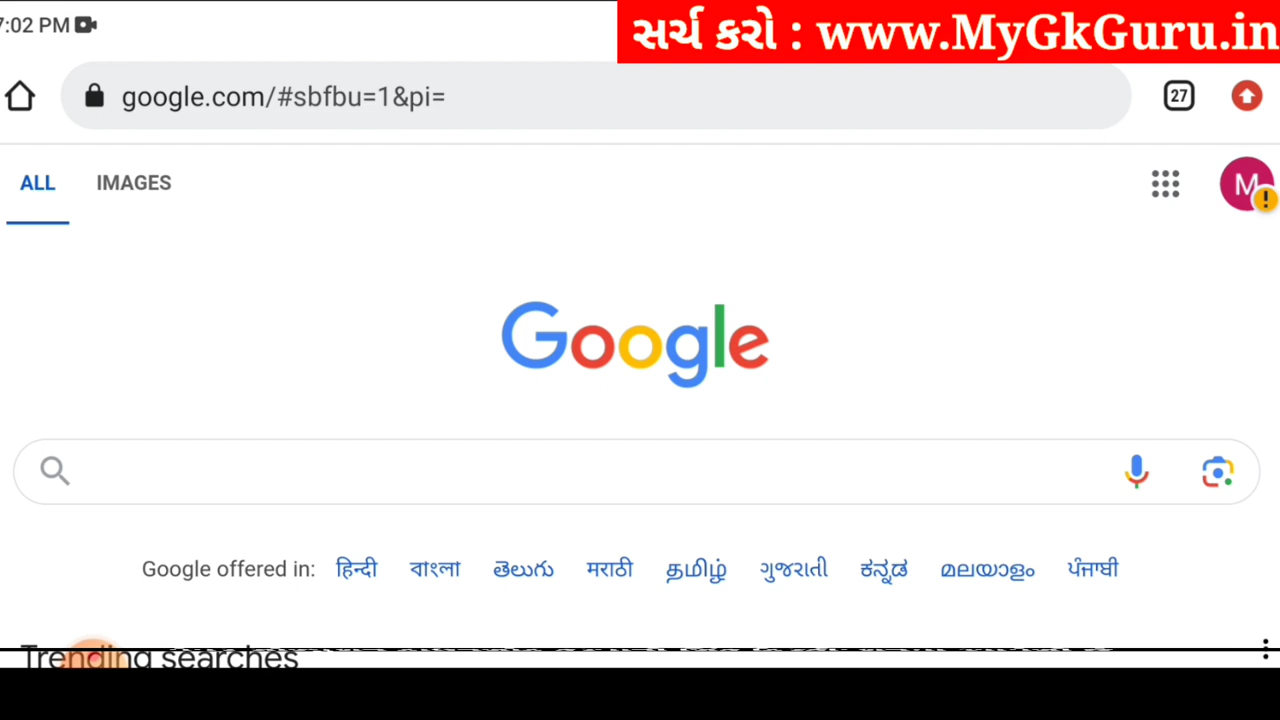 7:02 PM
સર્ચ કરો : www.MyGkGuru.in
google.com/#sbfbu=1&pi=
27
ALL IMAGES
M
Google
Google offered in: हिन्दी বাংলা తెలుగు मराठी தமிழ் ગુજરાતી ಕನ್ನಡ മലയാളം ਪੰਜਾਬੀ
Trending searches